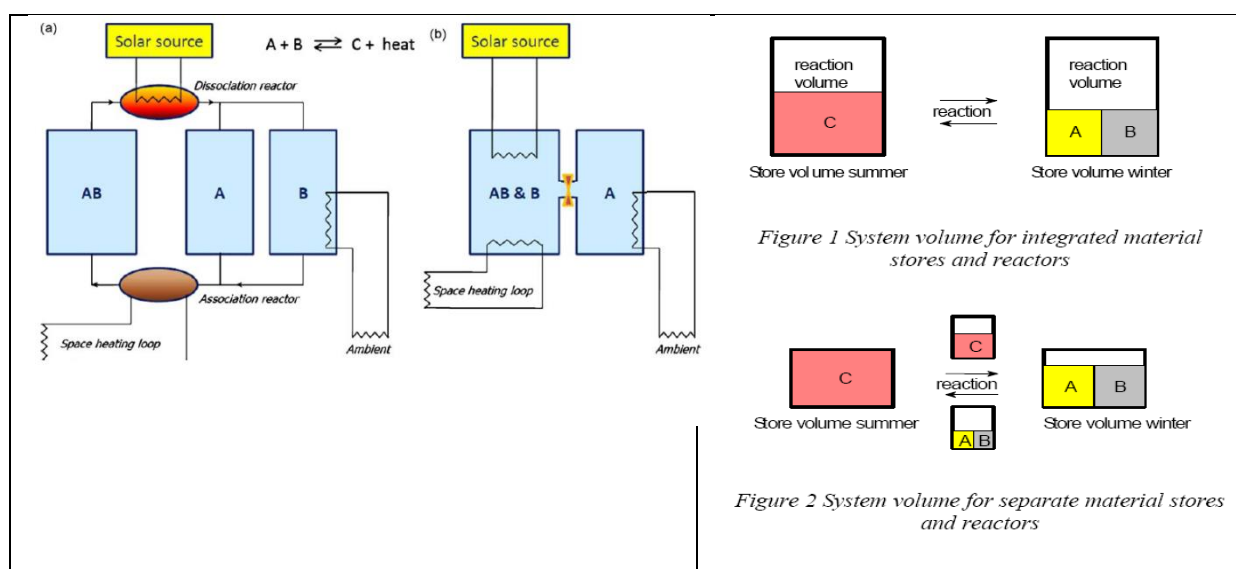 (a)
Solar source
A + B ⇌ C + heat
Dissociation reactor
AB
A
B
Association reactor
Space heating loop
Ambient
(b)
Solar source
AB & B
A
Space heating loop
Ambient
reaction
volume
C
Store volume summer
reaction
reaction
volume
A
B
Store volume winter
Figure 1 System volume for integrated material
stores and reactors
C
Store volume summer
C
reaction
A B
A
B
Store volume winter
Figure 2 System volume for separate material stores
and reactors